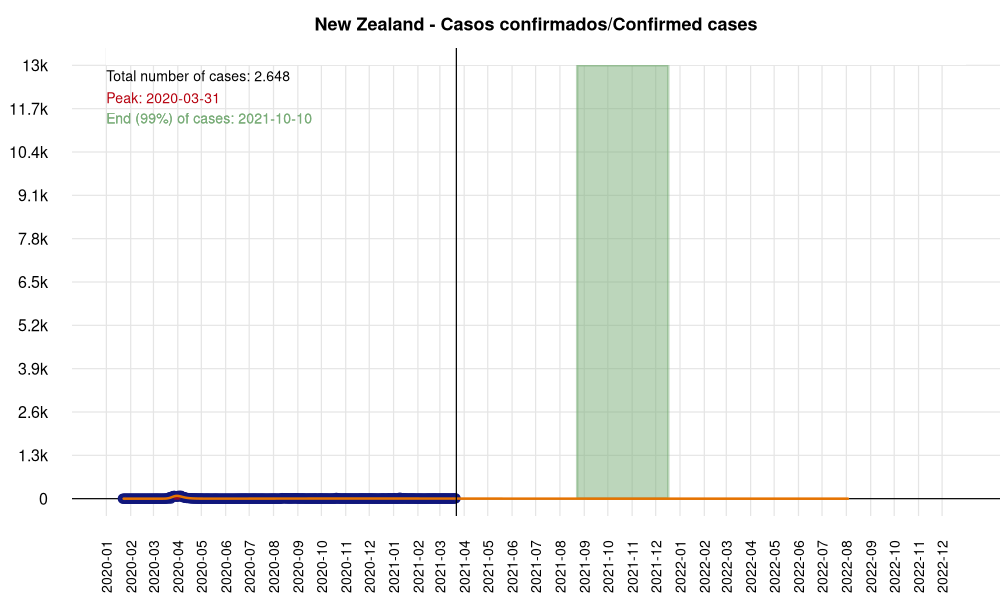 New Zealand - Casos confirmados/Confirmed cases
Total number of cases: 2.648
Peak: 2020-03-31
End (99%) of cases: 2021-10-10
13k
11.7k
10.4k
9.1k
7.8k
6.5k
5.2k
3.9k
2.6k
1.3k
0
2020-01
2020-02
2020-03
2020-04
2020-05
2020-06
2020-07
2020-08
2020-09
2020-10
2020-11
2020-12
2021-01
2021-02
2021-03
2021-04
2021-05
2021-06
2021-07
2021-08
2021-09
2021-10
2021-11
2021-12
2022-01
2022-02
2022-03
2022-04
2022-05
2022-06
2022-07
2022-08
2022-09
2022-10
2022-11
2022-12